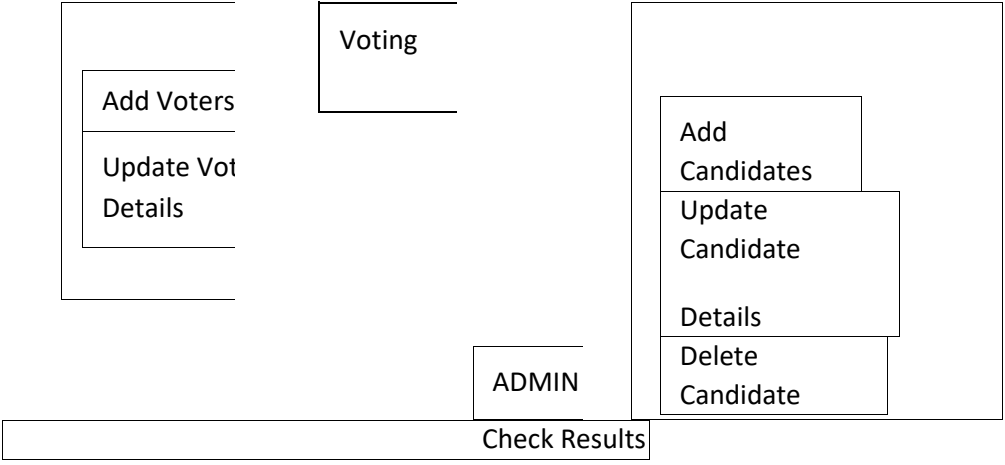 Voting
Add Voters
Update Vot
Details
Add
Candidates
Update
Candidate
Details
Delete
Candidate
ADMIN
Check Results